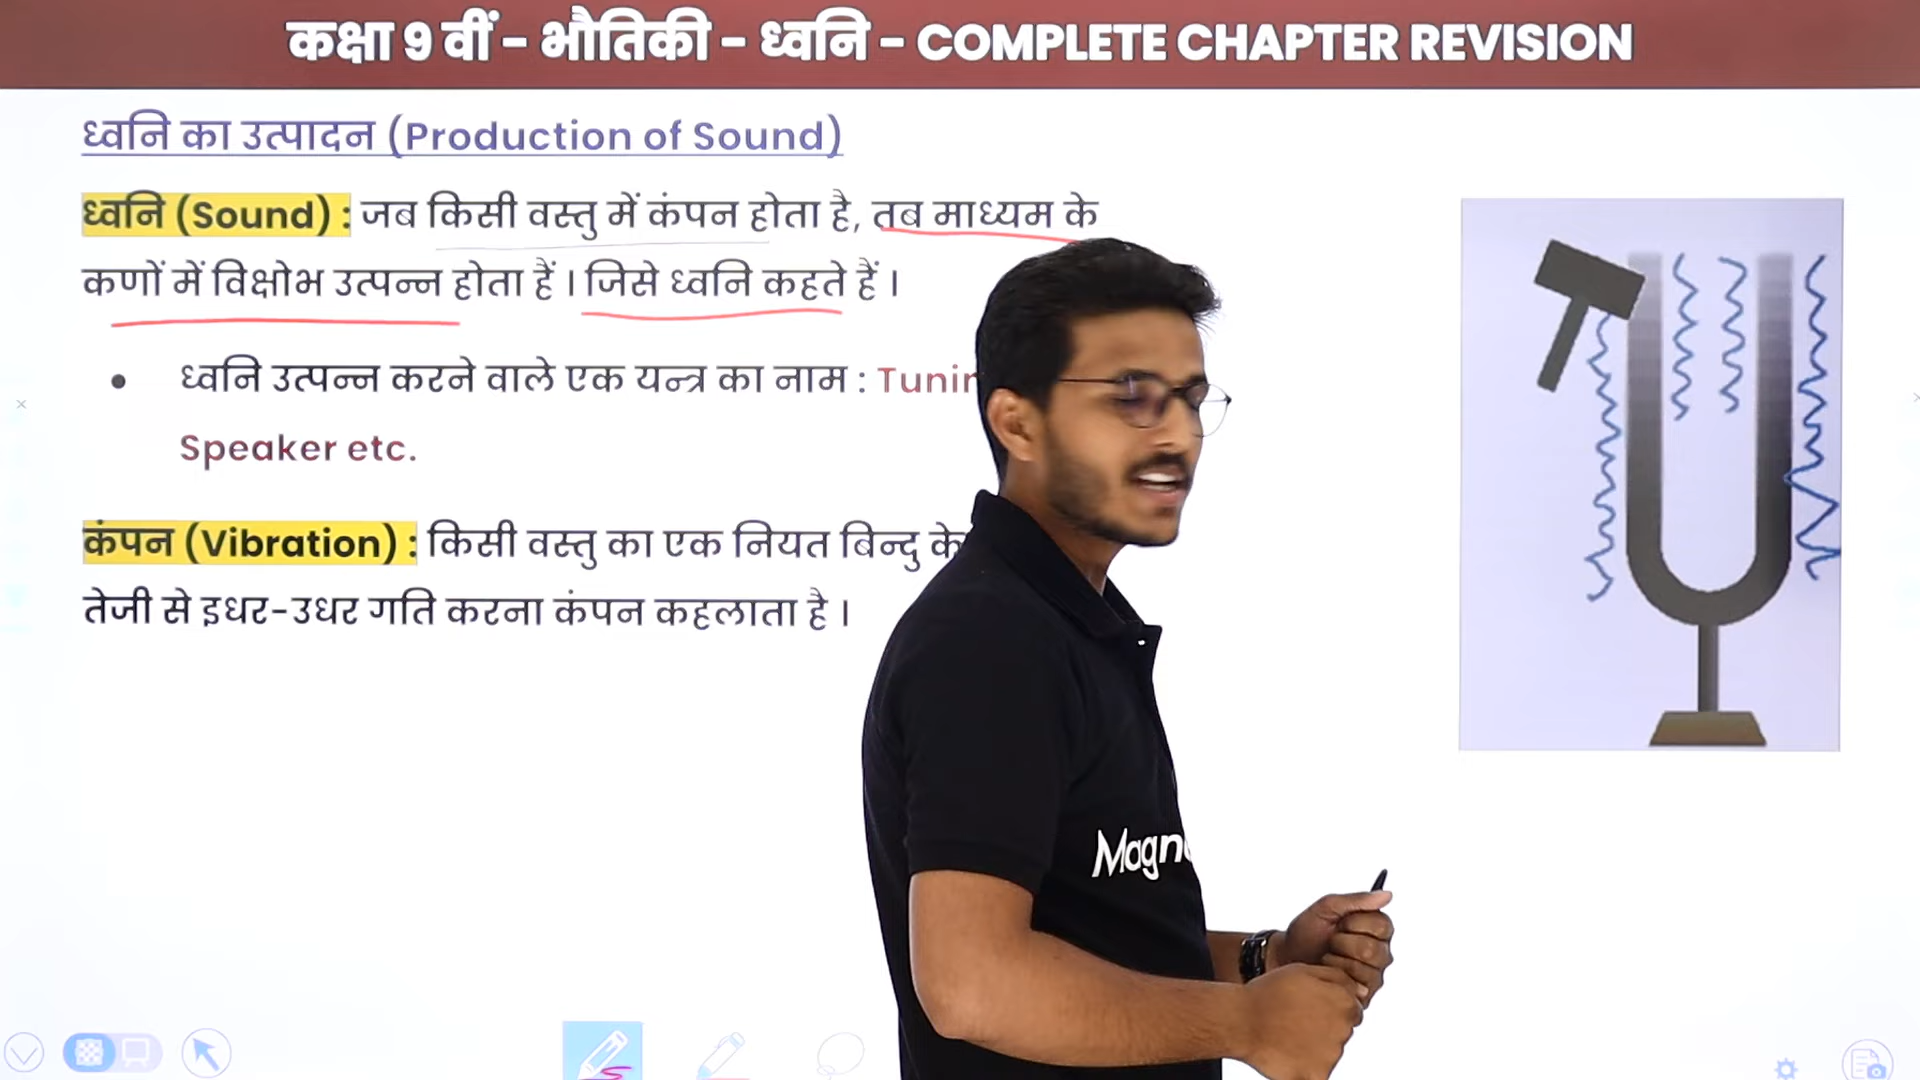 कक्षा 9 वीं - भौतिकी - ध्वनि - COMPLETE CHAPTER REVISION
ध्वनि का उत्पादन (Production of Sound)
ध्वनि (Sound) : जब किसी वस्तु में कंपन होता है, तब माध्यम के
कणों में विक्षोभ उत्पन्न होता हैं । जिसे ध्वनि कहते हैं ।
• ध्वनि उत्पन्न करने वाले एक यन्त्र का नाम :
Speaker etc.
कंपन (Vibration) : किसी वस्तु का एक नियत बिन्दु के
तेजी से इधर-उधर गति करना कंपन कहलाता है ।